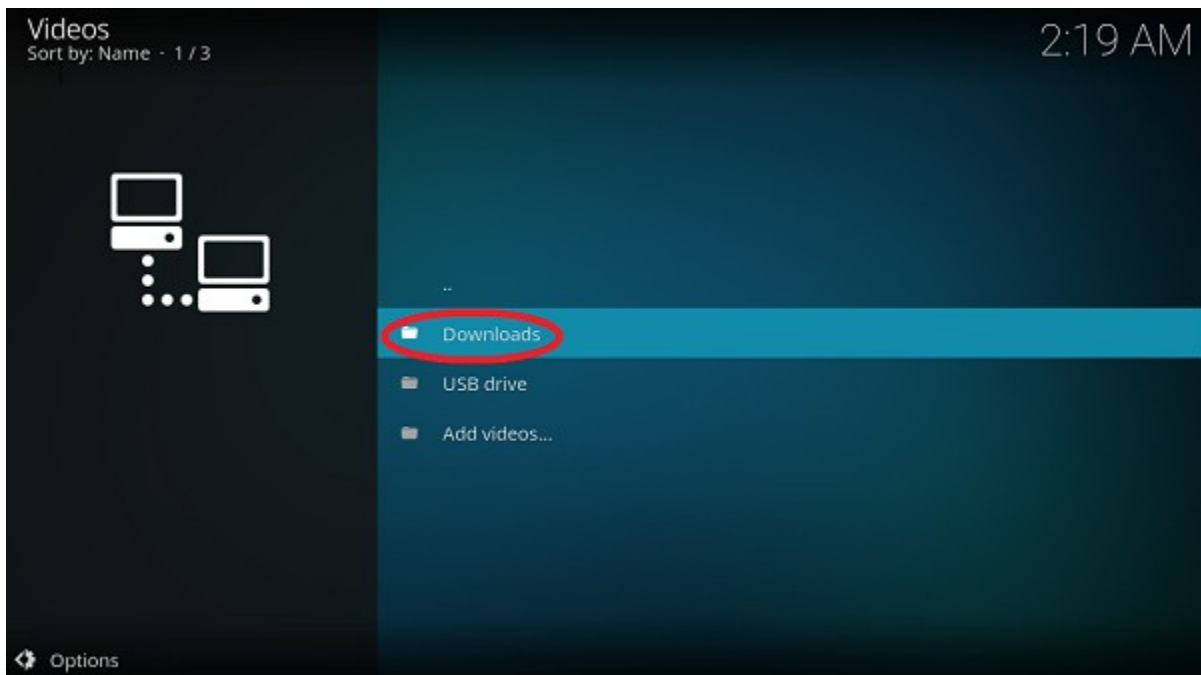 Videos
Sort by: Name · 1 / 3
2:19 AM
..
Downloads
USB drive
Add videos...
Options